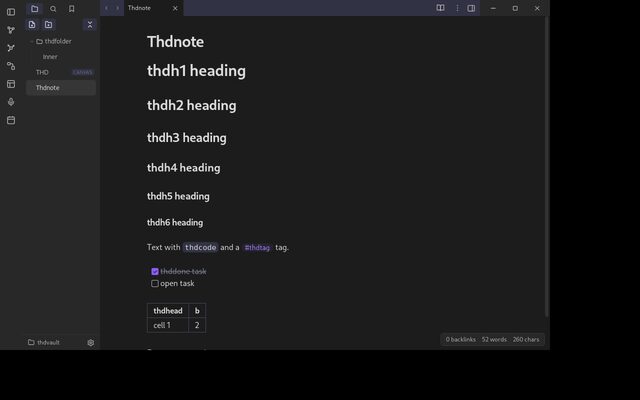 Thdnote
thdfolder
Inner
THD CANVAS
Thdnote
thdvault
Thdnote
thdh1 heading
thdh2 heading
thdh3 heading
thdh4 heading
thdh5 heading
thdh6 heading
Text with thdcode and a #thdtag tag.
thddone task
open task
thdhead b
cell 1 2
0 backlinks 52 words 260 chars